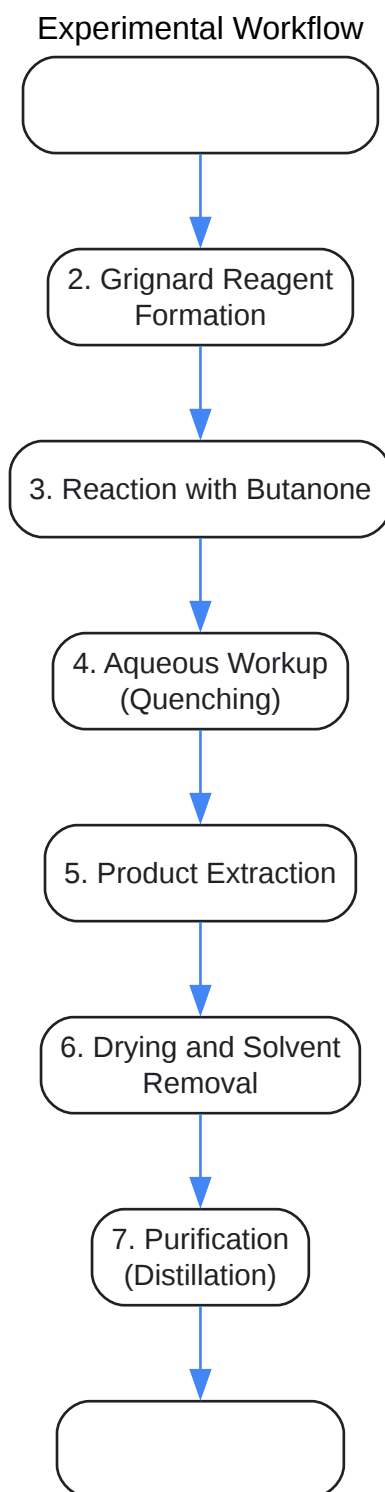 Experimental Workflow
2. Grignard Reagent
Formation
3. Reaction with Butanone
4. Aqueous Workup
(Quenching)
5. Product Extraction
6. Drying and Solvent
Removal
7. Purification
(Distillation)